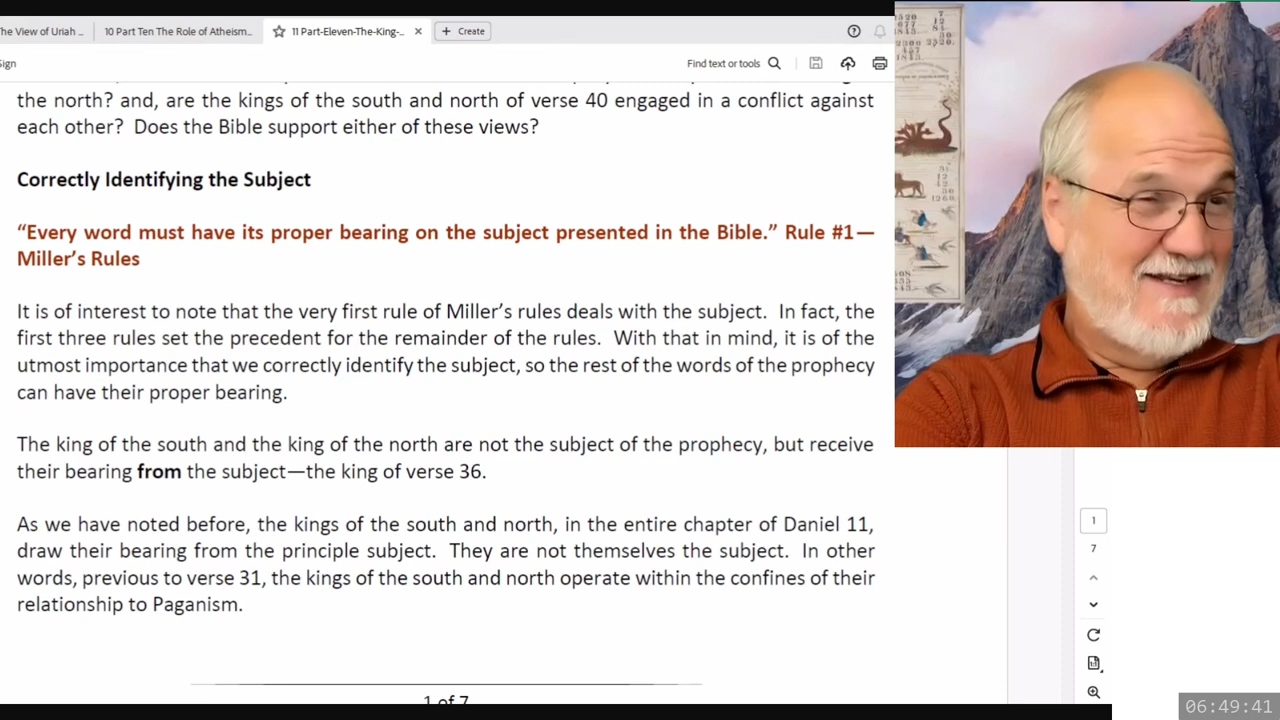 The View of Uriah ...
10 Part Ten The Role of Atheism...
11 Part-Eleven-The-King-...
Create
Sign
Find text or tools
the north? and, are the kings of the south and north of verse 40 engaged in a conflict against
each other? Does the Bible support either of these views?
Correctly Identifying the Subject
“Every word must have its proper bearing on the subject presented in the Bible.” Rule #1—
Miller’s Rules
It is of interest to note that the very first rule of Miller’s rules deals with the subject. In fact, the
first three rules set the precedent for the remainder of the rules. With that in mind, it is of the
utmost importance that we correctly identify the subject, so the rest of the words of the prophecy
can have their proper bearing.
The king of the south and the king of the north are not the subject of the prophecy, but receive
their bearing from the subject—the king of verse 36.
As we have noted before, the kings of the south and north, in the entire chapter of Daniel 11,
draw their bearing from the principle subject. They are not themselves the subject. In other
words, previous to verse 31, the kings of the south and north operate within the confines of their
relationship to Paganism.
1 of 7
1
7
06:49:41